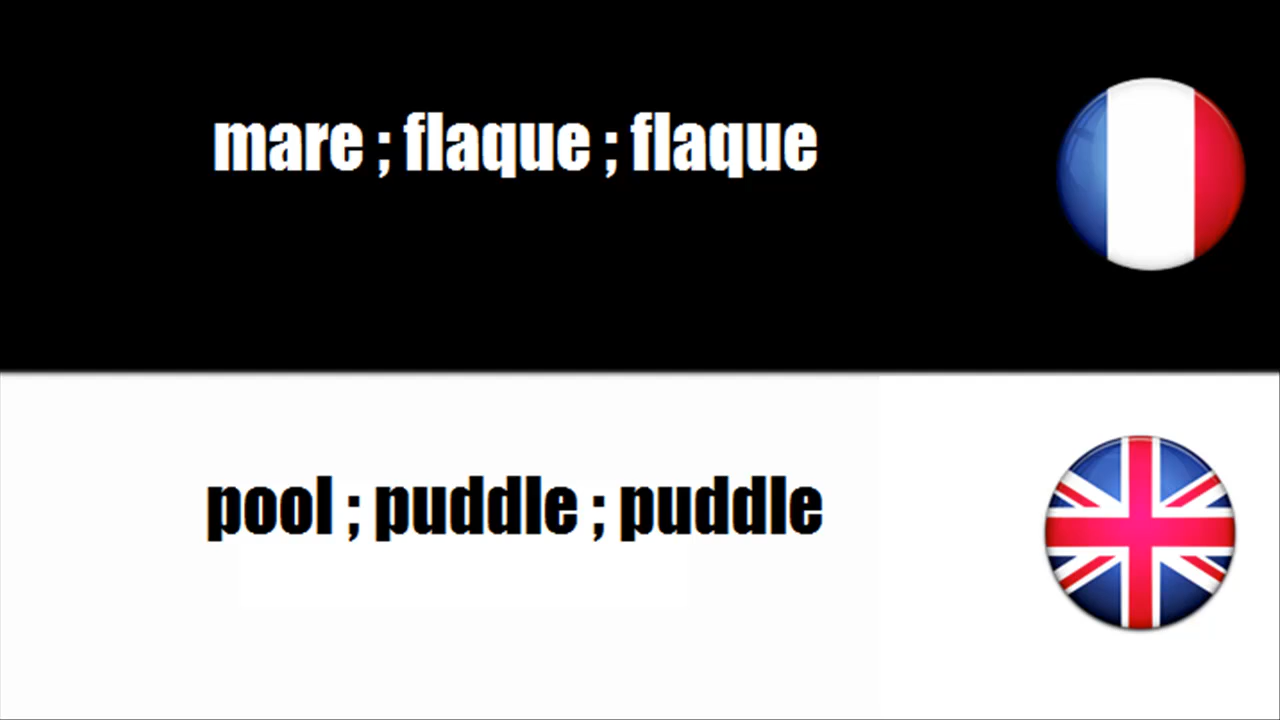 mare ; flaque ; flaque
pool ; puddle ; puddle